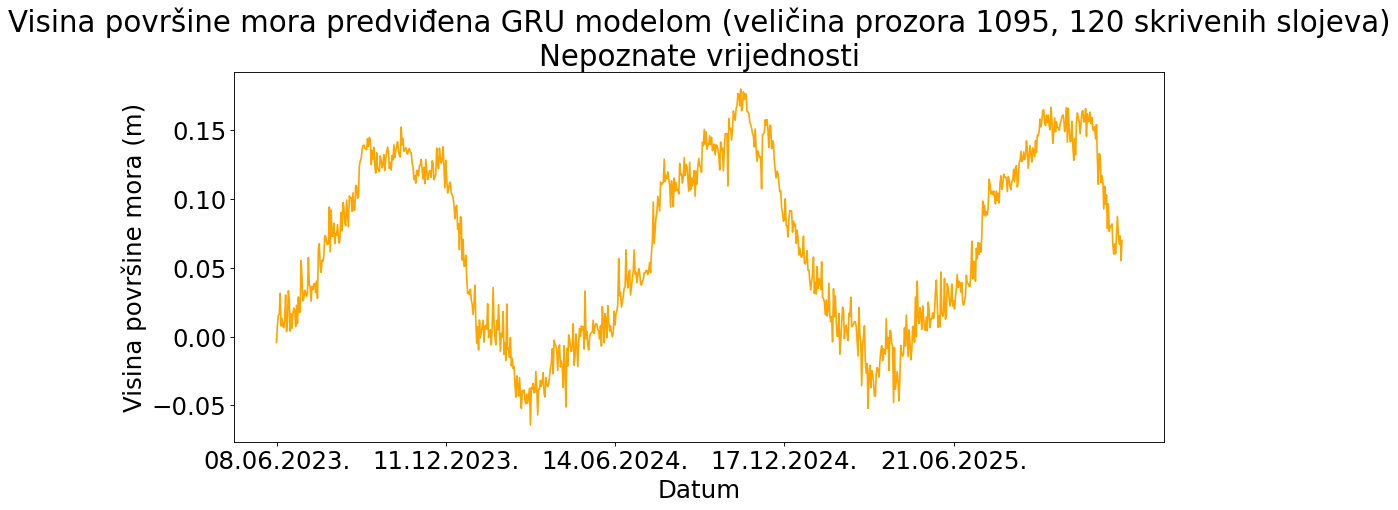 Visina površine mora predviđena GRU modelom (veličina prozora 1095, 120 skrivenih slojeva)
Nepoznate vrijednosti
Visina površine mora (m)
0.15
0.10
0.05
0.00
−0.05
08.06.2023. 11.12.2023. 14.06.2024. 17.12.2024. 21.06.2025.
Datum